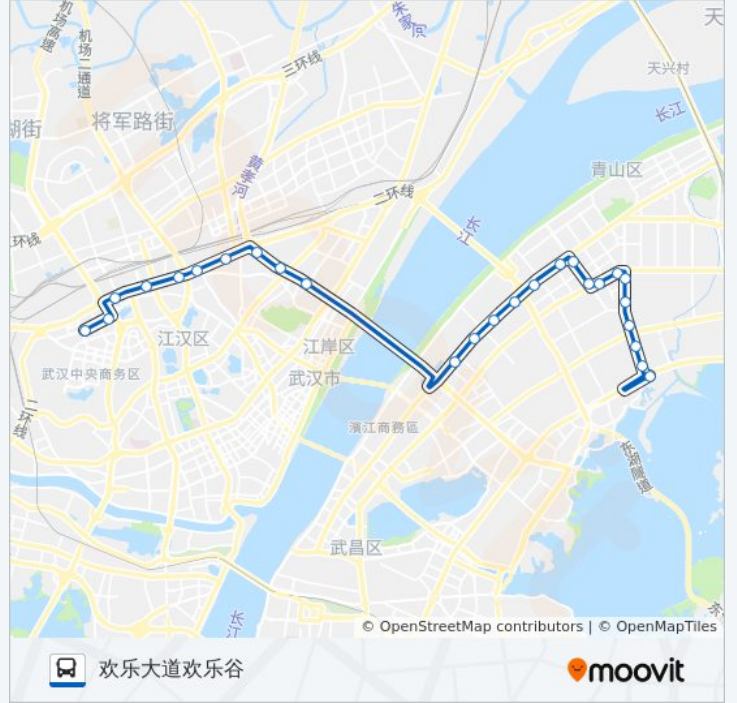 机场高速
机场二通道
朱家河
天
三环线
天兴村
湖街
将军路街
长江
黄孝河
青山区
二环线
长江
环线
江汉区
江岸区
武汉中央商务区
武汉市
二环线
濱江商務區
东湖隧道
武昌区
东
长江
© OpenStreetMap contributors | © OpenMapTiles
欢乐大道欢乐谷
moovit